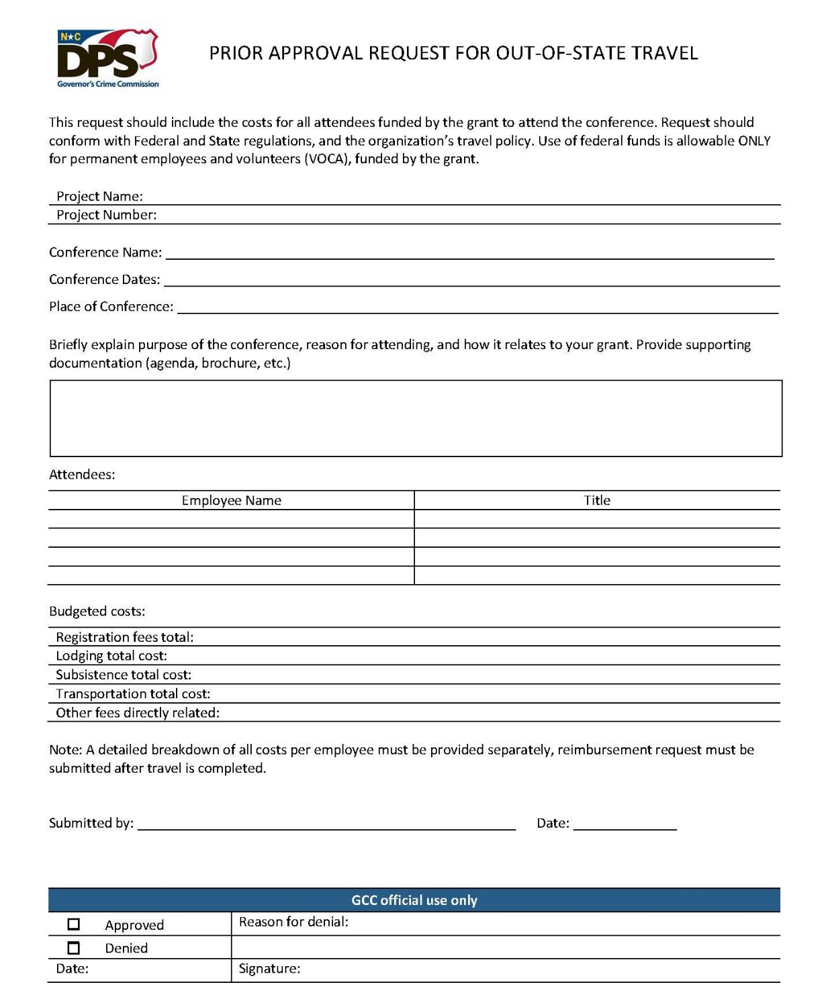 N★C
DPS
Governor's Crime Commission
PRIOR APPROVAL REQUEST FOR OUT-OF-STATE TRAVEL
This request should include the costs for all attendees funded by the grant to attend the conference. Request should
conform with Federal and State regulations, and the organization's travel policy. Use of federal funds is allowable ONLY
for permanent employees and volunteers (VOCA), funded by the grant.
Project Name:
Project Number:
Conference Name:
Conference Dates:
Place of Conference:
Briefly explain purpose of the conference, reason for attending, and how it relates to your grant. Provide supporting
documentation (agenda, brochure, etc.)
Attendees:
Employee Name Title
Budgeted costs:
Registration fees total:
Lodging total cost:
Subsistence total cost:
Transportation total cost:
Other fees directly related:
Note: A detailed breakdown of all costs per employee must be provided separately, reimbursement request must be
submitted after travel is completed.
Submitted by: Date:
GCC official use only
Approved Reason for denial:
Denied
Date: Signature: